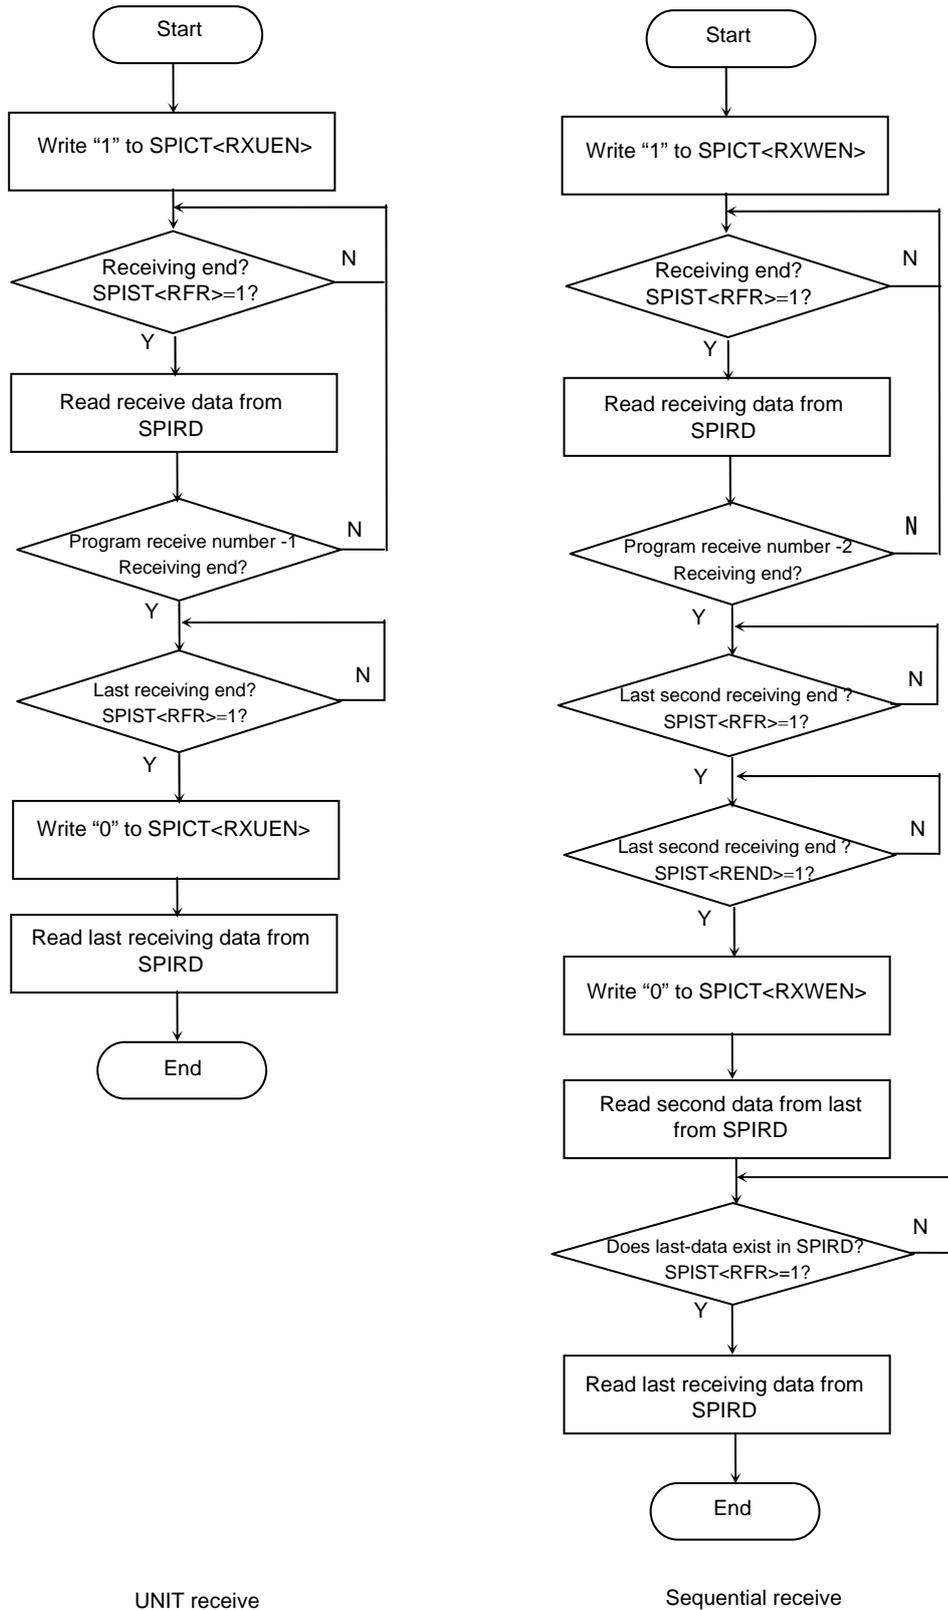 Start
Write “1” to SPICT<RXUEN>
Receiving end?
SPIST<RFR>=1?
N
Y
Read receive data from
SPIRD
Program receive number -1
Receiving end?
N
Y
Last receiving end?
SPIST<RFR>=1?
N
Y
Write “0” to SPICT<RXUEN>
Read last receiving data from
SPIRD
End
UNIT receive
Start
Write “1” to SPICT<RXWEN>
Receiving end?
SPIST<RFR>=1?
N
Y
Read receiving data from
SPIRD
Program receive number -2
Receiving end?
N
Y
Last second receiving end ?
SPIST<RFR>=1?
N
Y
Last second receiving end ?
SPIST<REND>=1?
N
Y
Write “0” to SPICT<RXWEN>
Read second data from last
from SPIRD
Does last-data exist in SPIRD?
SPIST<RFR>=1?
N
Y
Read last receiving data from
SPIRD
End
Sequential receive